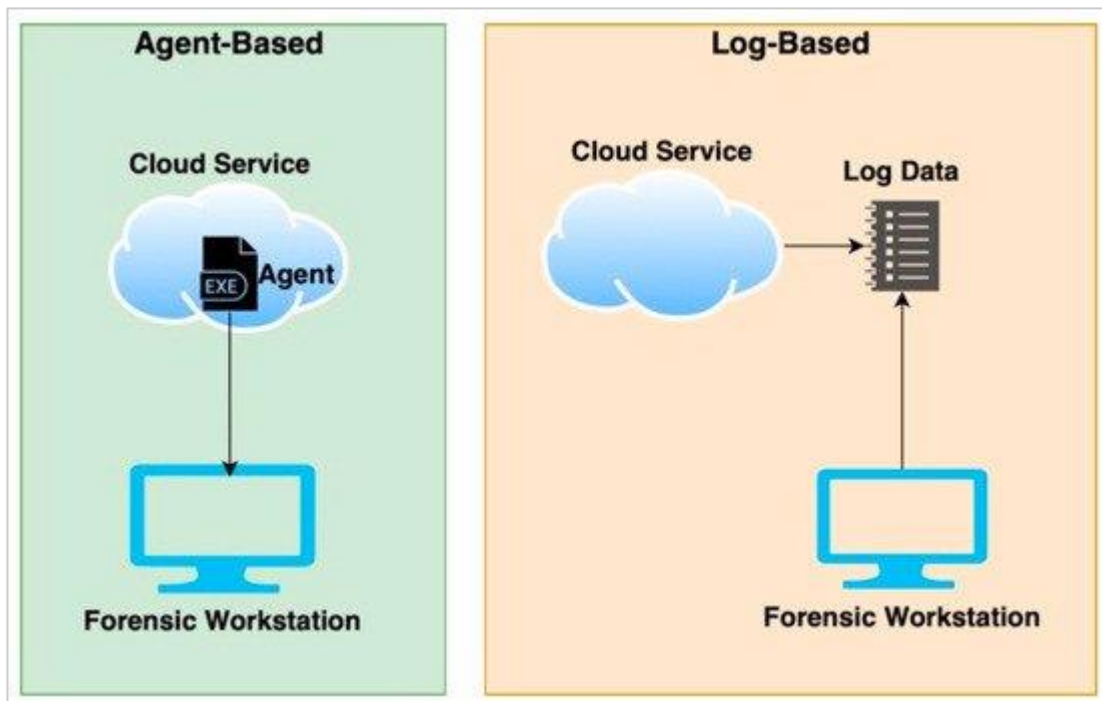 Agent-Based
Cloud Service
EXE
Agent
Forensic Workstation
Log-Based
Cloud Service
Log Data
Forensic Workstation